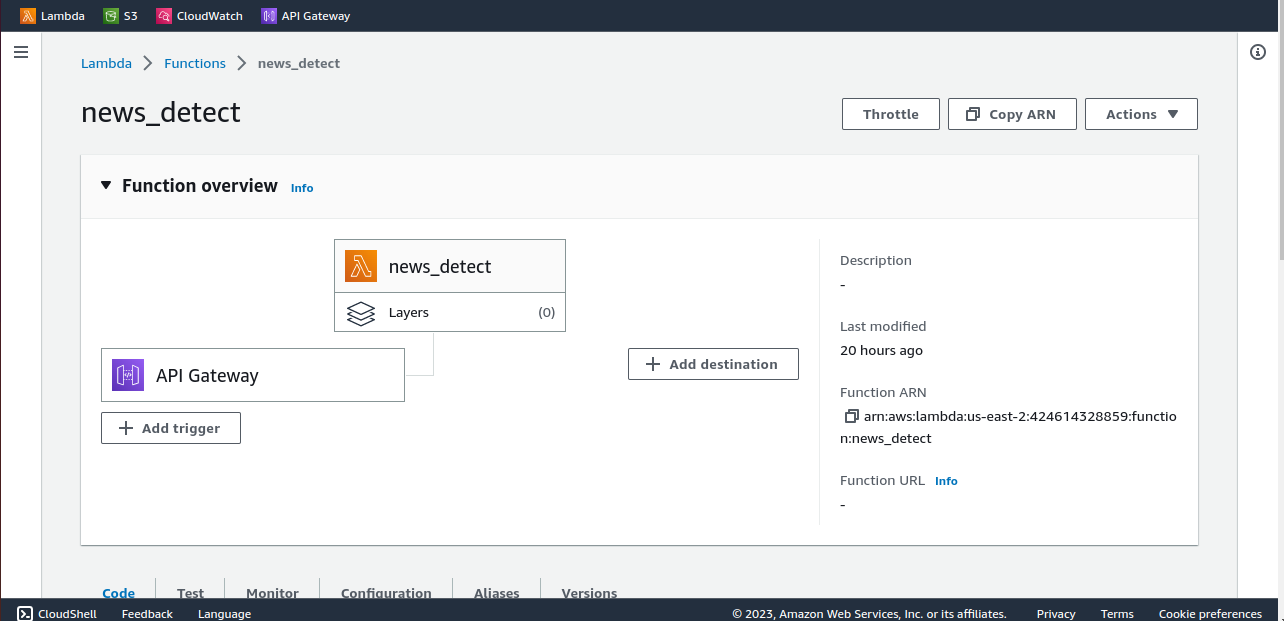 Lambda S3 CloudWatch API Gateway
Lambda Functions news_detect
news_detect
Throttle Copy ARN Actions
Function overview Info
news_detect
Layers (0)
API Gateway
Add trigger
Add destination
Description
-
Last modified
20 hours ago
Function ARN
arn:aws:lambda:us-east-2:424614328859:functio
n:news_detect
Function URL Info
-
Code Test Monitor Configuration Aliases Versions
CloudShell Feedback Language © 2023, Amazon Web Services, Inc. or its affiliates. Privacy Terms Cookie preferences